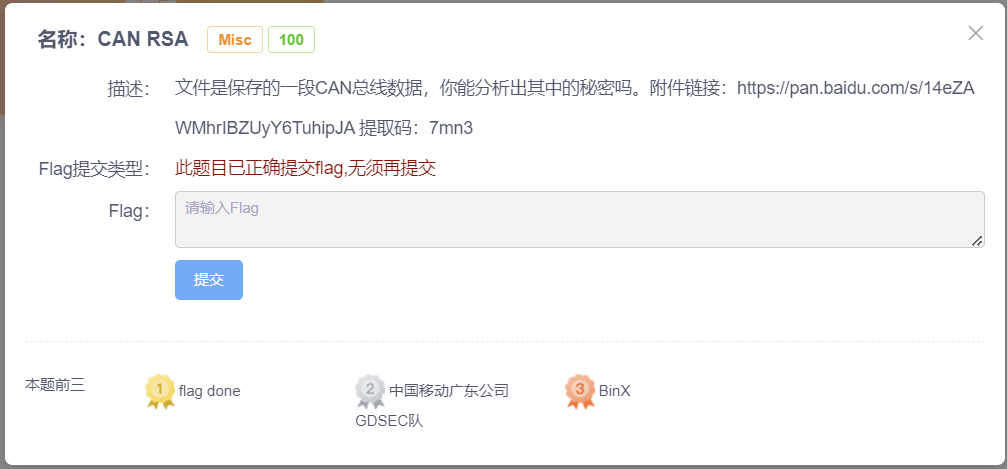 名称：CAN RSA Misc 100
描述： 文件是保存的一段CAN总线数据，你能分析出其中的秘密吗。附件链接：https://pan.baidu.com/s/14eZA
WMhrIBZUyY6TuhipJA 提取码：7mn3
Flag提交类型： 此题目已正确提交flag,无须再提交
Flag： 请输入Flag
提交
本题前三 1 flag done 2 中国移动广东公司 3 BinX
GDSEC队